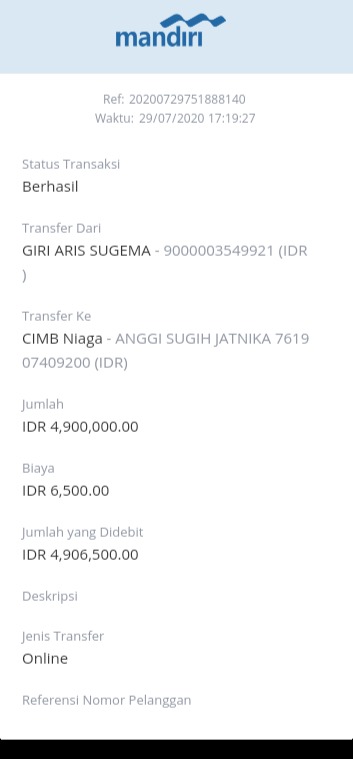 mandiri
Ref: 20200729751888140
Waktu: 29/07/2020 17:19:27
Status Transaksi
Berhasil
Transfer Dari
GIRI ARIS SUGEMA - 9000003549921 (IDR
)
Transfer Ke
CIMB Niaga - ANGGI SUGIH JATNIKA 7619
07409200 (IDR)
Jumlah
IDR 4,900,000.00
Biaya
IDR 6,500.00
Jumlah yang Didebit
IDR 4,906,500.00
Deskripsi
Jenis Transfer
Online
Referensi Nomor Pelanggan